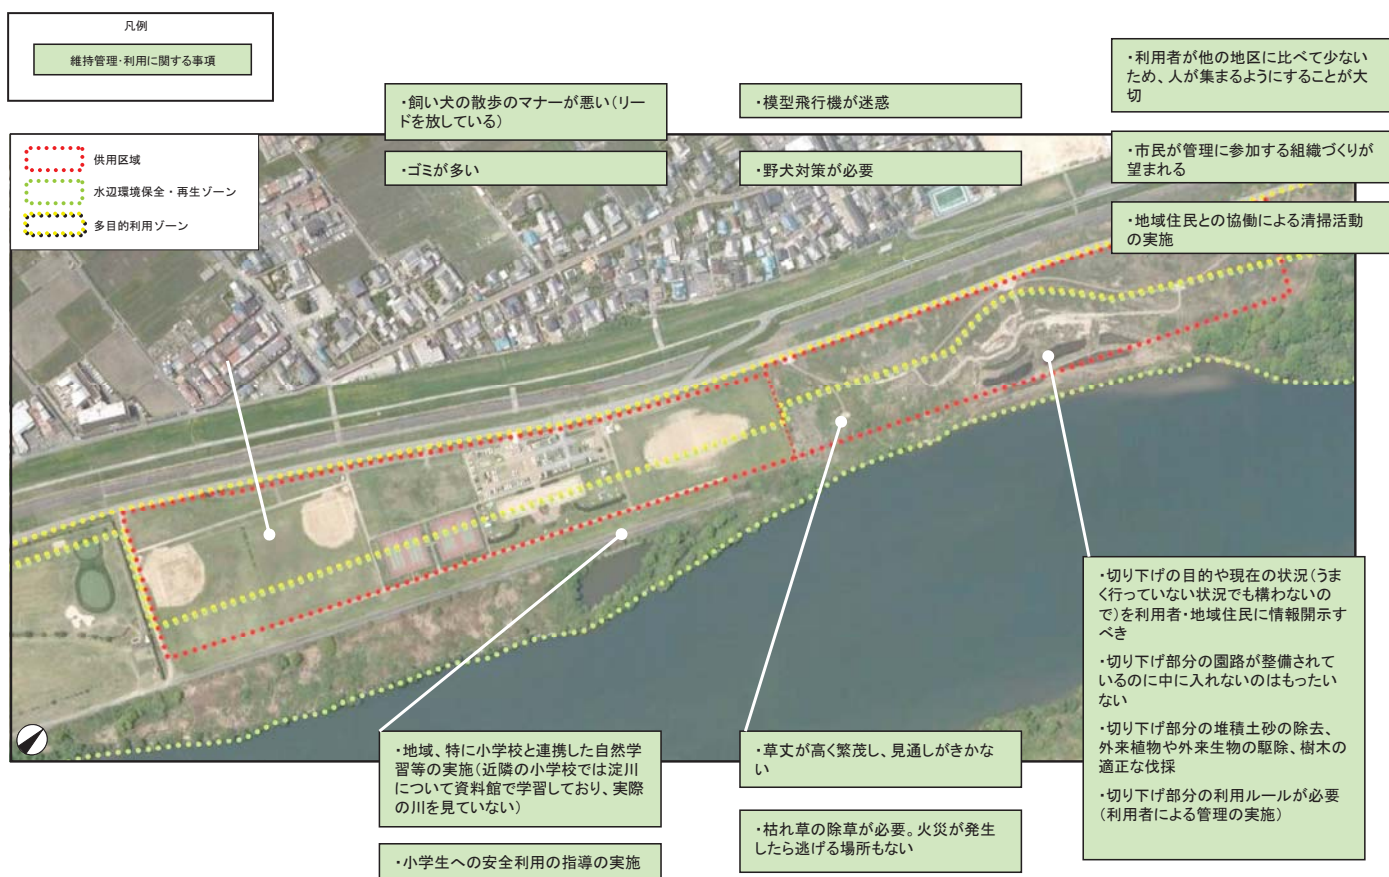 凡例
維持管理・利用に関する事項
供用区域
水辺環境保全・再生ゾーン
多目的利用ゾーン
・飼い犬の散歩のマナーが悪い（リー
ドを放している）
・ゴミが多い
・模型飛行機が迷惑
・野犬対策が必要
・利用者が他の地区に比べて少ない
ため、人が集まるようにすることが大
切
・市民が管理に参加する組織づくりが
望まれる
・地域住民との協働による清掃活動
の実施
・地域、特に小学校と連携した自然学
習等の実施（近隣の小学校では淀川
について資料館で学習しており、実際
の川を見ていない）
・小学生への安全利用の指導の実施
・草丈が高く繁茂し、見通しがきかな
い
・枯れ草の除草が必要。火災が発生
したら逃げる場所もない
・切り下げの目的や現在の状況（うま
く行っていない状況でも構わないの
で）を利用者・地域住民に情報開示す
べき
・切り下げ部分の園路が整備されて
いるのに中に入れないのはもったい
ない
・切り下げ部分の堆積土砂の除去、
外来植物や外来生物の駆除、樹木の
適正な伐採
・切り下げ部分の利用ルールが必要
（利用者による管理の実施）